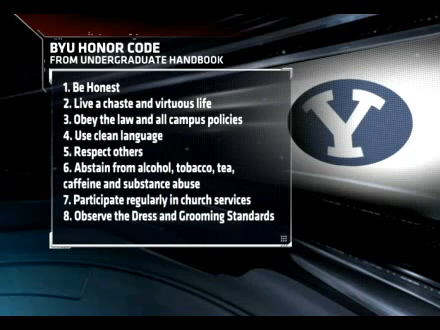 BYU HONOR CODE
FROM UNDERGRADUATE HANDBOOK
1. Be Honest
2. Live a chaste and virtuous life
3. Obey the law and all campus policies
4. Use clean language
5. Respect others
6. Abstain from alcohol, tobacco, tea,
caffeine and substance abuse
7. Participate regularly in church services
8. Observe the Dress and Grooming Standards
Y